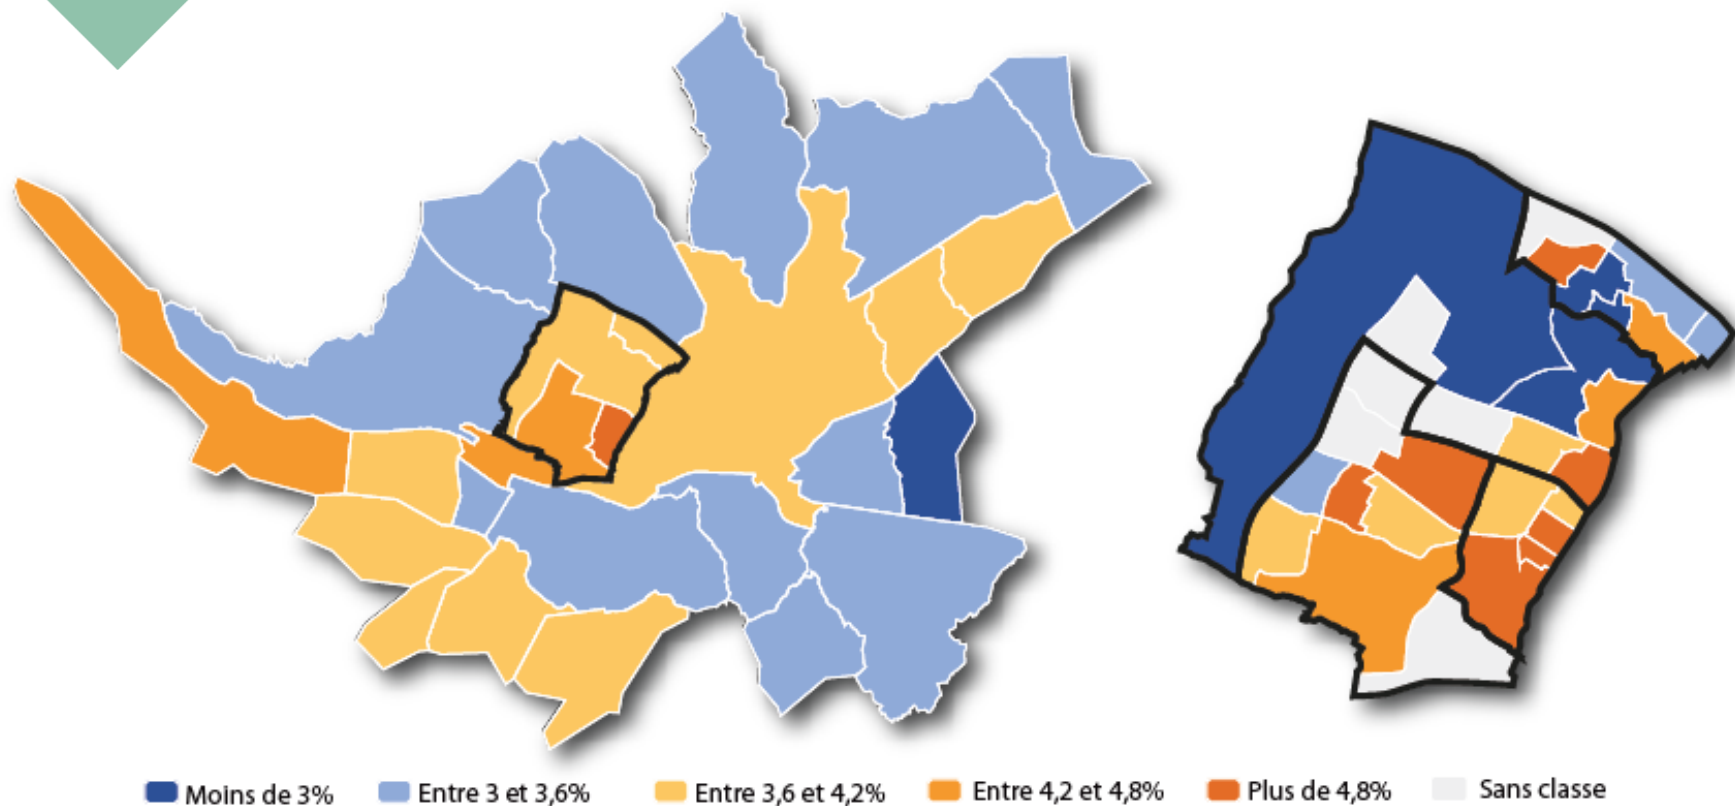 Moins de 3%
Entre 3 et 3,6%
Entre 3,6 et 4,2%
Entre 4,2 et 4,8%
Plus de 4,8%
Sans classe